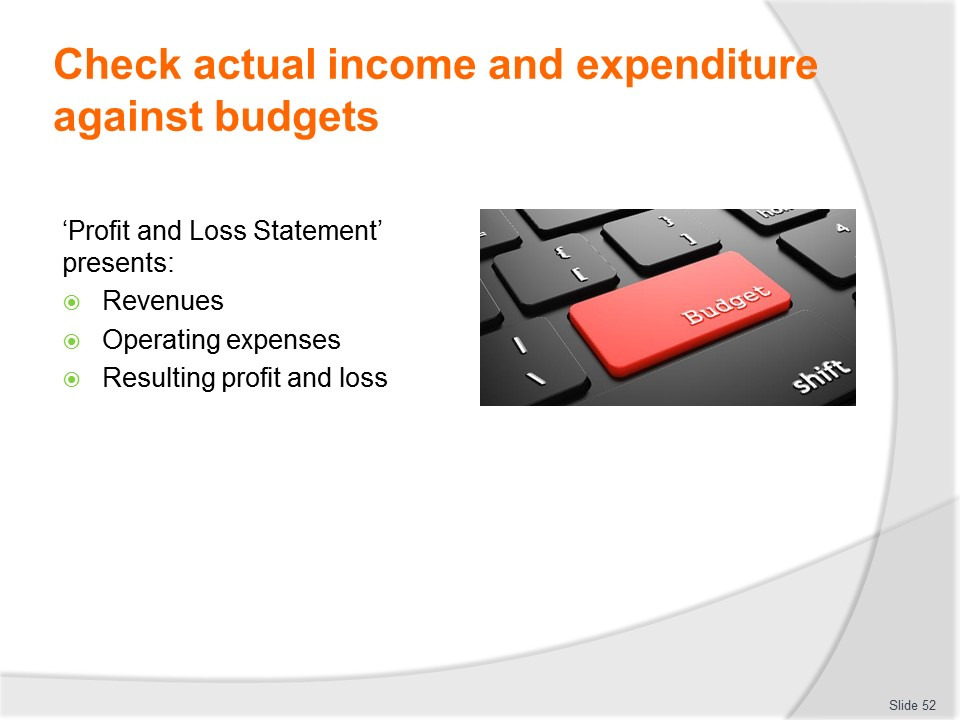 Check actual income and expenditure
against budgets
‘Profit and Loss Statement’
presents:
Revenues
Operating expenses
Resulting profit and loss
{
[
}
]
4
|
\
Budget
shift
Slide 52